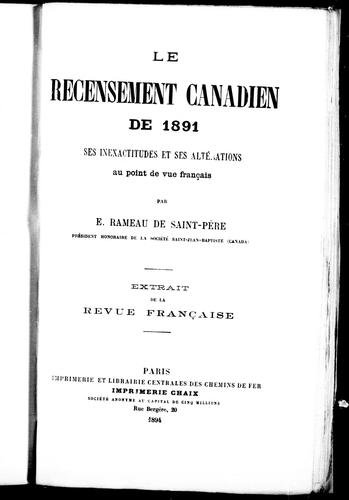 LE
RECENSEMENT CANADIEN
DE 1891
SES INEXACTITUDES ET SES ALTÉ.ATIONS
au point de vue français
PAR
E. RAMEAU DE SAINT-PÈRE
PRÉSIDENT HONORAIRE DE LA SOCIÉTÉ SAINT-JEAN-BAPTISTE (CANADA)
EXTRAIT
DE LA
REVUE FRANÇAISE
PARIS
IMPRIMERIE ET LIBRAIRIE CENTRALES DES CHEMINS DE FER
IMPRIMERIE CHAIX
SOCIÉTÉ ANONYME AU CAPITAL DE CINQ MILLIONS
Rue Bergère, 20
1894